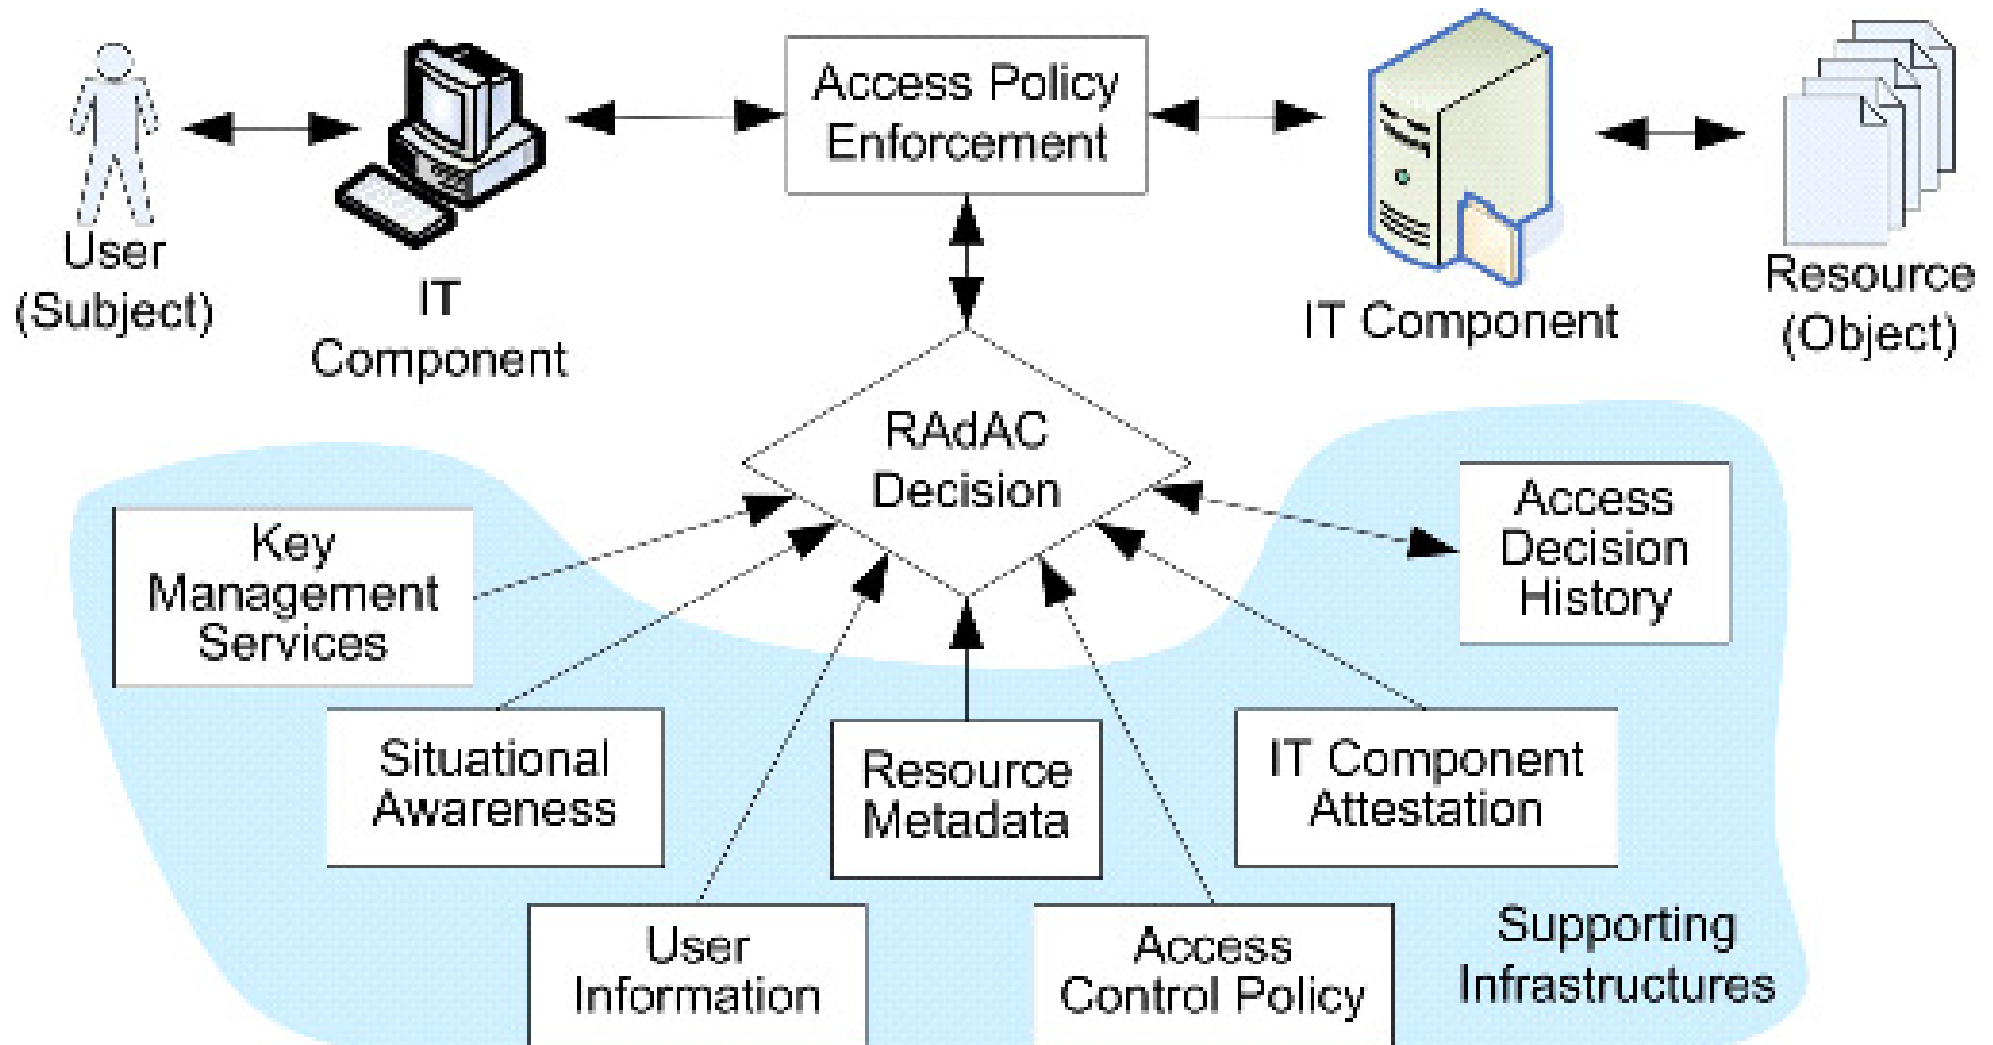 User
(Subject)
IT
Component
Access Policy
Enforcement
IT Component
Resource
(Object)
RAdAC
Decision
Key
Management
Services
Situational
Awareness
User
Information
Resource
Metadata
Access
Control Policy
IT Component
Attestation
Access
Decision
History
Supporting
Infrastructures